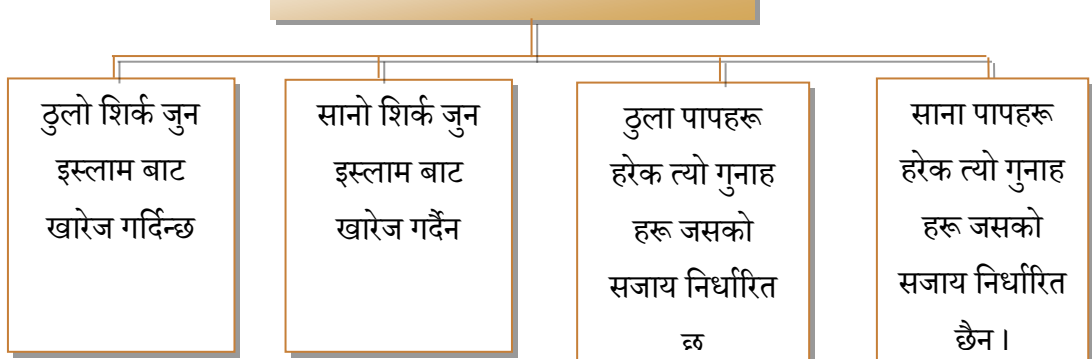 ठुलो शिर्क जुन
इस्लाम बाट
खारेज गर्दिन्छ
सानो शिर्क जुन
इस्लाम बाट
खारेज गर्दैन
ठुला पापहरू
हरेक त्यो गुनाह
हरू जसको
सजाय निर्धारित
छ
साना पापहरू
हरेक त्यो गुनाह
हरू जसको
सजाय निर्धारित
छैन।